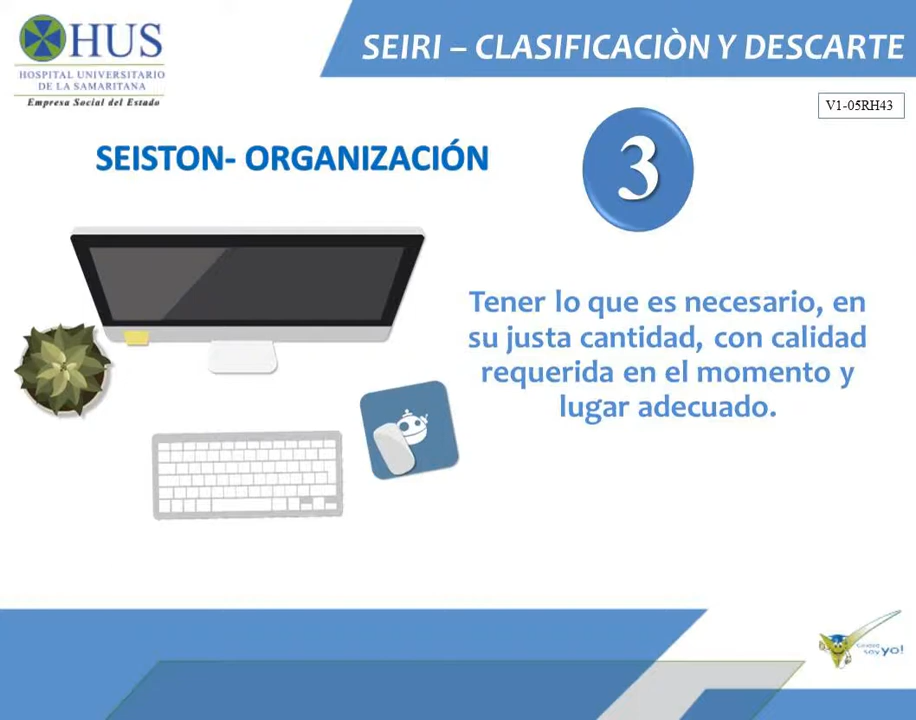 HUS
HOSPITAL UNIVERSITARIO
DE LA SAMARITANA
Empresa Social del Estado
SEIRI – CLASIFICACIÒN Y DESCARTE
V1-05RH43
SEISTON- ORGANIZACIÓN
3
Tener lo que es necesario, en
su justa cantidad, con calidad
requerida en el momento y
lugar adecuado.
soy yo!